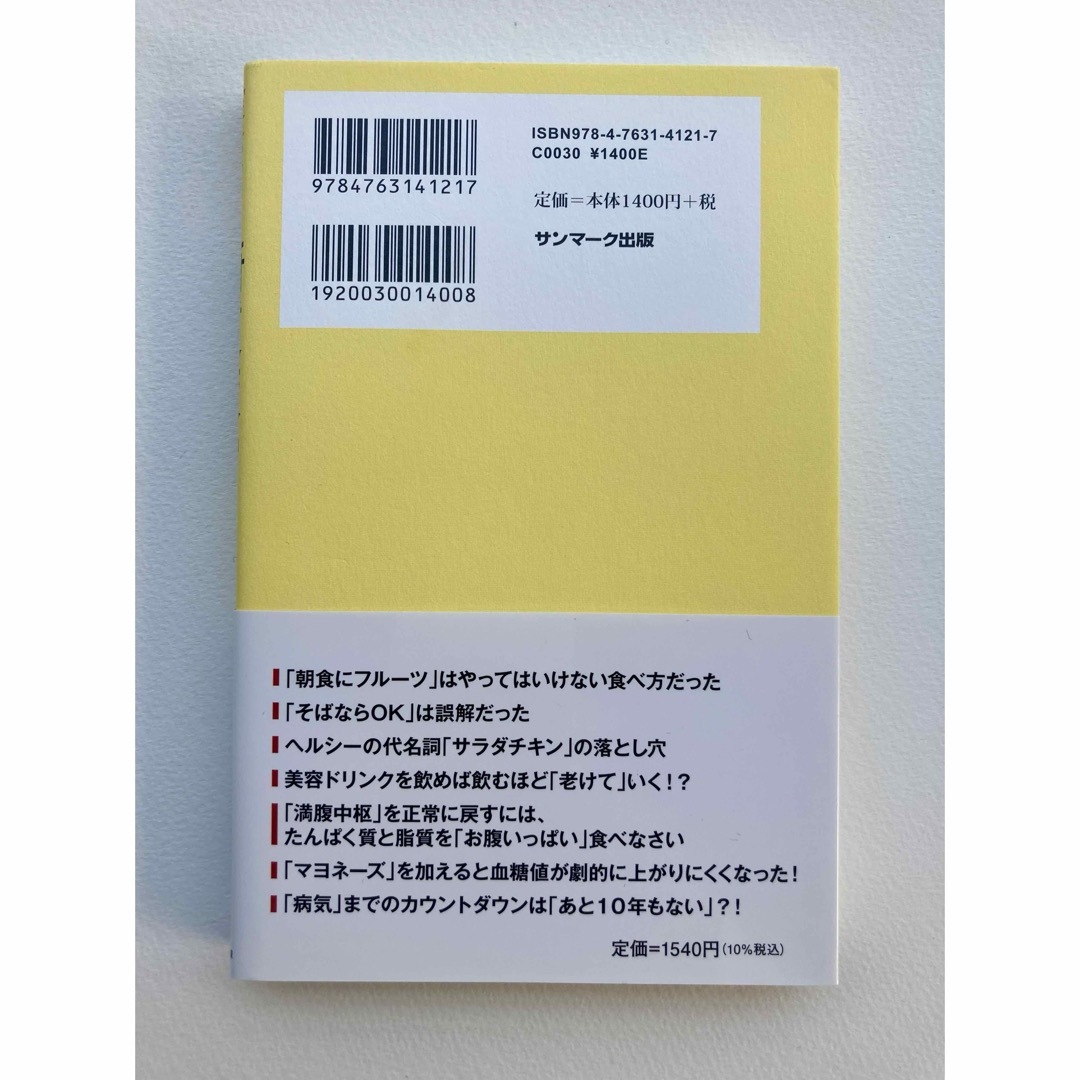 ISBN978-4-7631-4121-7
C0030 ¥1400E
9784763141217
定価=本体1400円+税
サンマーク出版
1920030014008
「朝食にフルーツ」はやってはいけない食べ方だった
「そばならOK」は誤解だった
ヘルシーの代名詞「サラダチキン」の落とし穴
美容ドリンクを飲めば飲むほど「老けて」いく!?
「満腹中枢」を正常に戻すには、
たんぱく質と脂質を「お腹いっぱい」食べなさい
「マヨネーズ」を加えると血糖値が劇的に上がりにくくなった!
「病気」までのカウントダウンは「あと10年もない」?!
定価=1540円(10%税込)